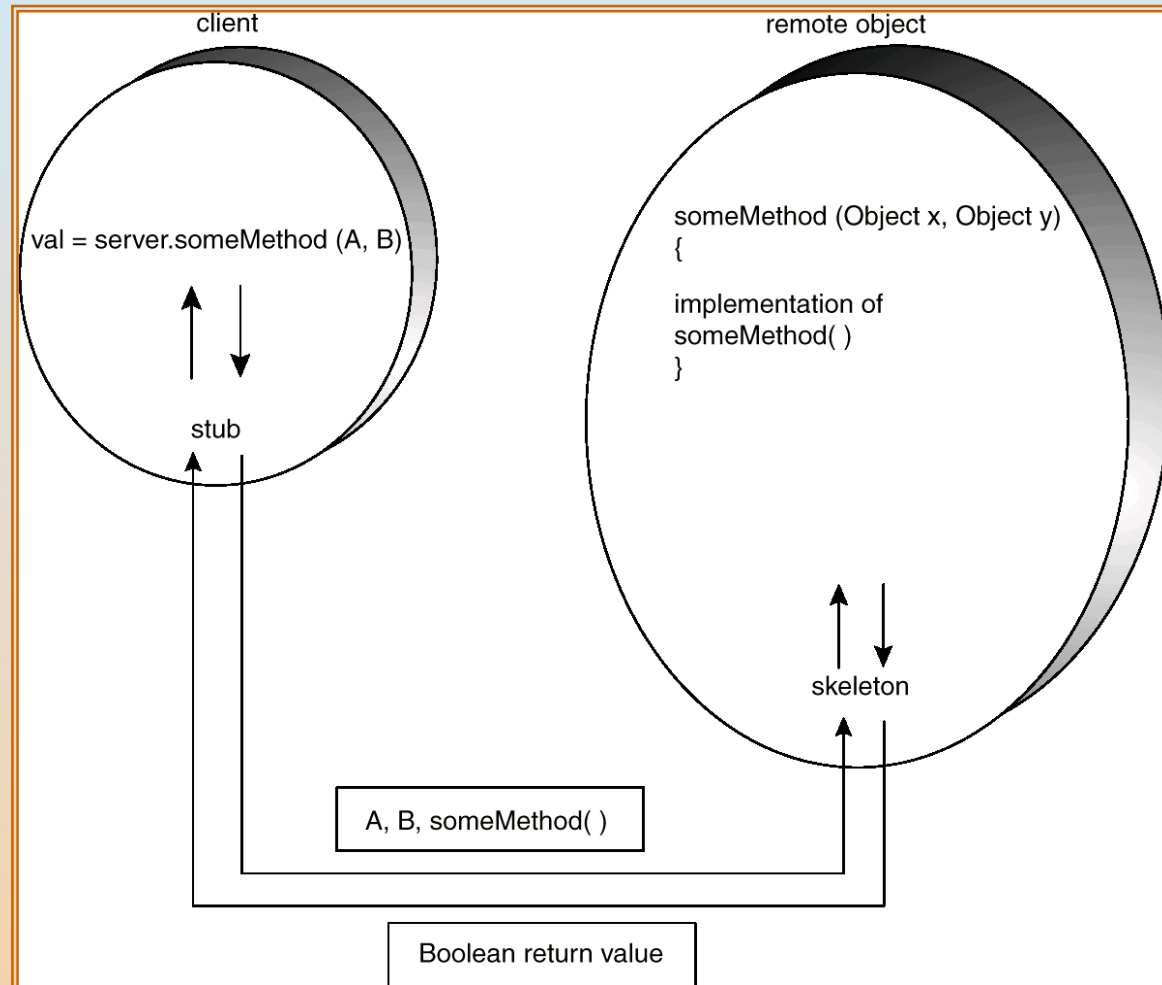 client
remote object
val = server.someMethod (A, B)
stub
someMethod (Object x, Object y)
{
implementation of
someMethod( )
}
skeleton
A, B, someMethod( )
Boolean return value